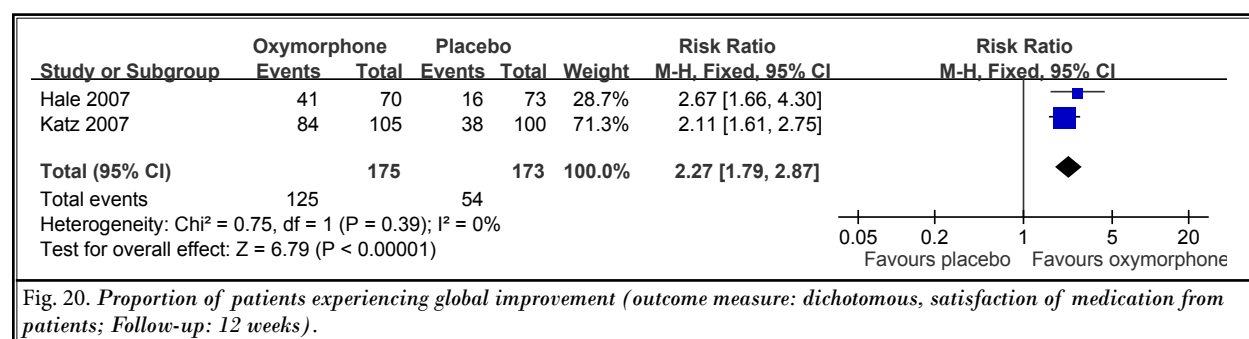 Oxymorphone Placebo Risk Ratio Risk Ratio
Study or Subgroup Events Total Events Total Weight M-H, Fixed, 95% CI M-H, Fixed, 95% CI
Hale 2007 41 70 16 73 28.7% 2.67 [1.66, 4.30]
Katz 2007 84 105 38 100 71.3% 2.11 [1.61, 2.75]
Total (95% CI) 175 173 100.0% 2.27 [1.79, 2.87]
Total events 125 54
Heterogeneity: Chi² = 0.75, df = 1 (P = 0.39); I² = 0%
Test for overall effect: Z = 6.79 (P < 0.00001)
0.05 0.2 1 5 20
Favours placebo Favours oxymorphone
Fig. 20. Proportion of patients experiencing global improvement (outcome measure: dichotomous, satisfaction of medication from
patients; Follow-up: 12 weeks).